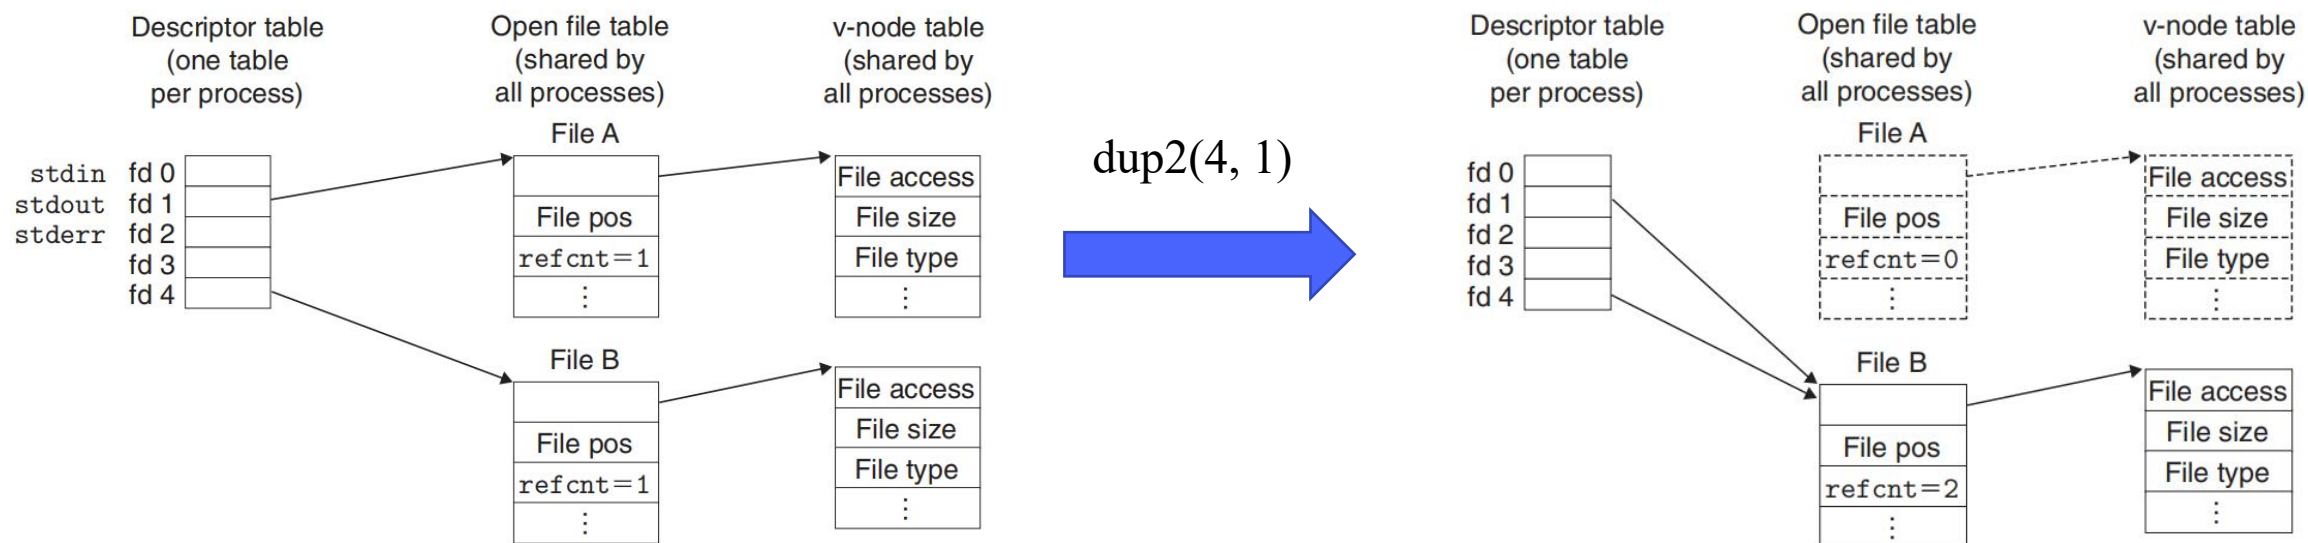 Descriptor table
(one table
per process)
Open file table
(shared by
all processes)
v-node table
(shared by
all processes)
stdin fd 0
stdout fd 1
stderr fd 2
fd 3
fd 4
File A
File pos
refcnt=1
⋮
File access
File size
File type
⋮
File B
File pos
refcnt=1
⋮
File access
File size
File type
⋮
dup2(4, 1)
Descriptor table
(one table
per process)
Open file table
(shared by
all processes)
v-node table
(shared by
all processes)
fd 0
fd 1
fd 2
fd 3
fd 4
File A
File pos
refcnt=0
⋮
File access
File size
File type
⋮
File B
File pos
refcnt=2
⋮
File access
File size
File type
⋮